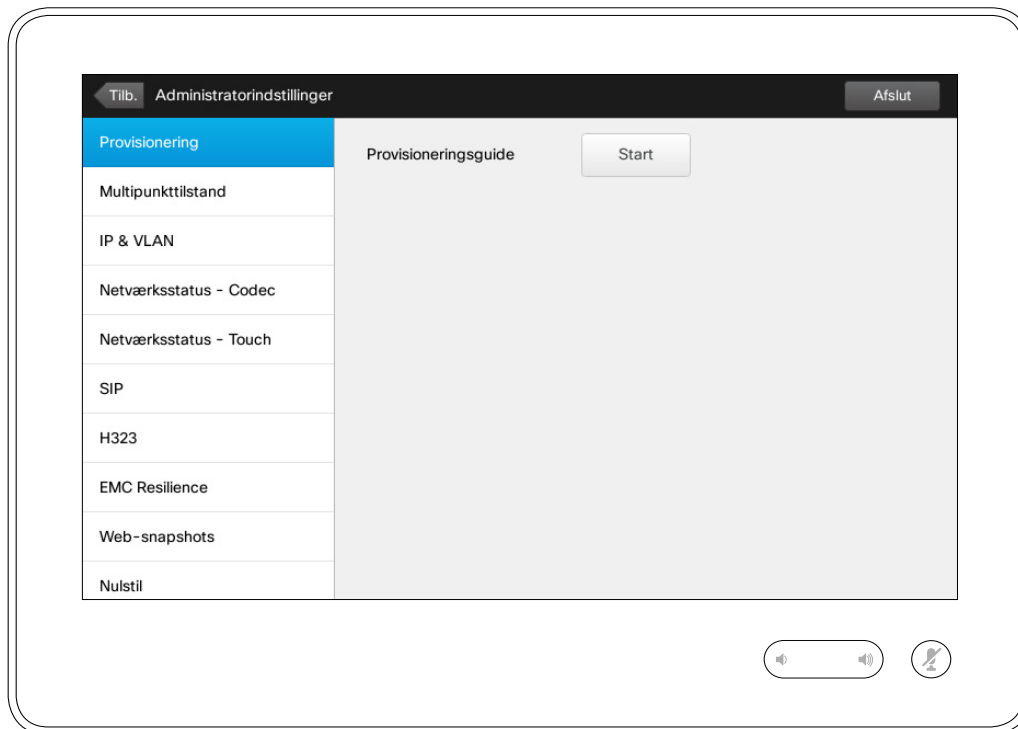 Tilb. Administratorindstillinger Afslut
Provisionering
Provisioneringsguide Start
Multipunkttilstand
IP & VLAN
Netværksstatus - Codec
Netværksstatus - Touch
SIP
H323
EMC Resilience
Web-snapshots
Nulstil